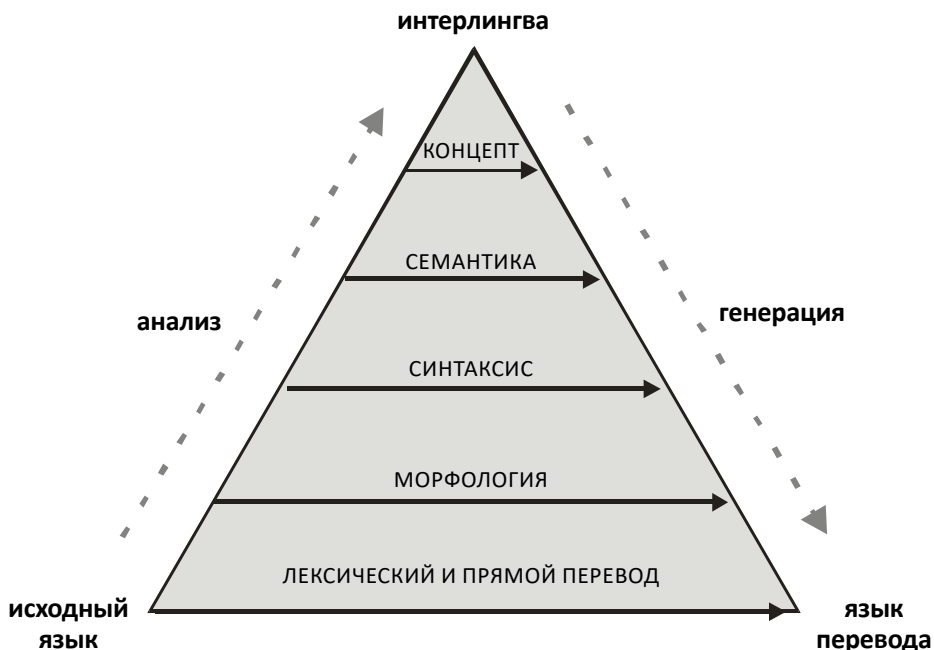 интерлингва
КОНЦЕПТ
СЕМАНТИКА
анализ
генерация
СИНТАКСИС
МОРФОЛОГИЯ
ЛЕКСИЧЕСКИЙ И ПРЯМОЙ ПЕРЕВОД
исходный
язык
язык
перевода